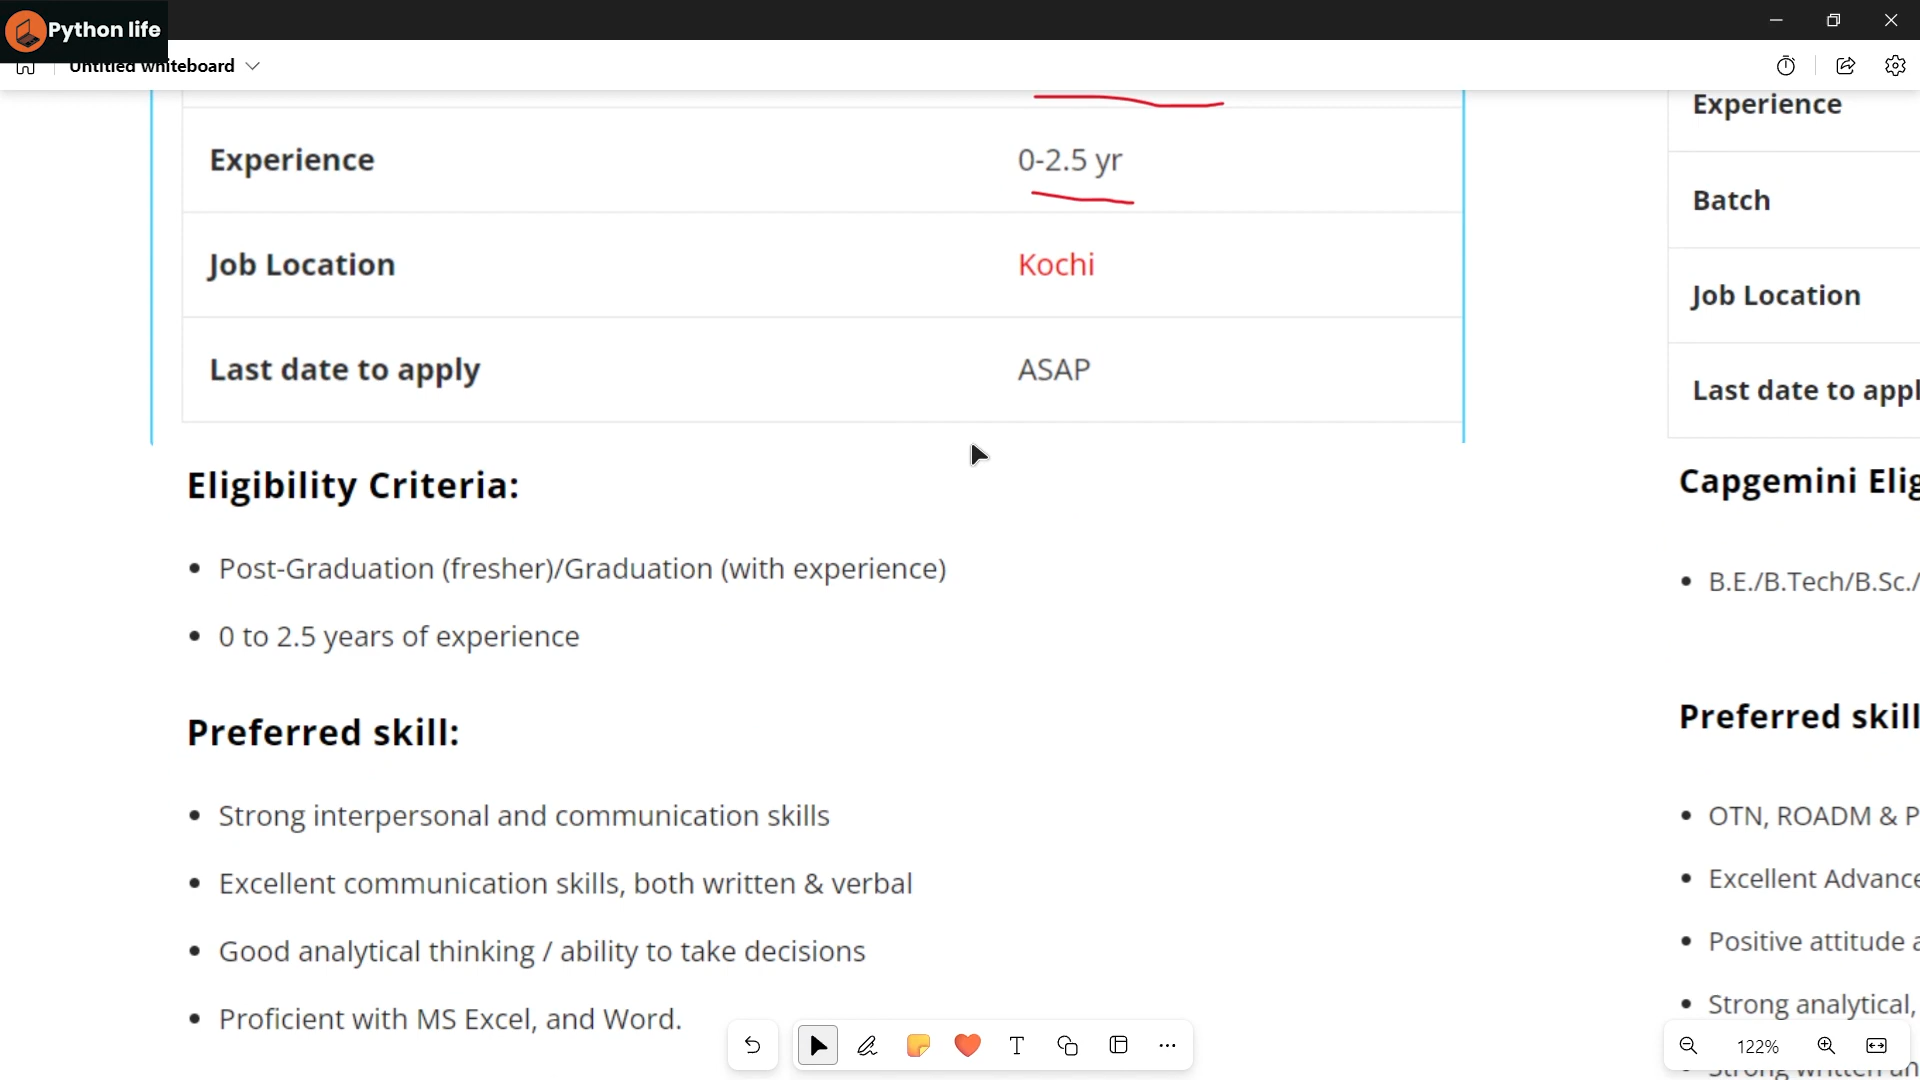 Python life
Untitled whiteboard
Experience 0-2.5 yr
Job Location Kochi
Last date to apply ASAP
Eligibility Criteria:
• Post-Graduation (fresher)/Graduation (with experience)
• 0 to 2.5 years of experience
Preferred skill:
• Strong interpersonal and communication skills
• Excellent communication skills, both written & verbal
• Good analytical thinking / ability to take decisions
• Proficient with MS Excel, and Word.
Experience
Batch
Job Location
Last date to appl
Capgemini Elig
• B.E./B.Tech/B.Sc./
Preferred skill
• OTN, ROADM & P
• Excellent Advance
• Positive attitude a
• Strong analytical,
T
122%